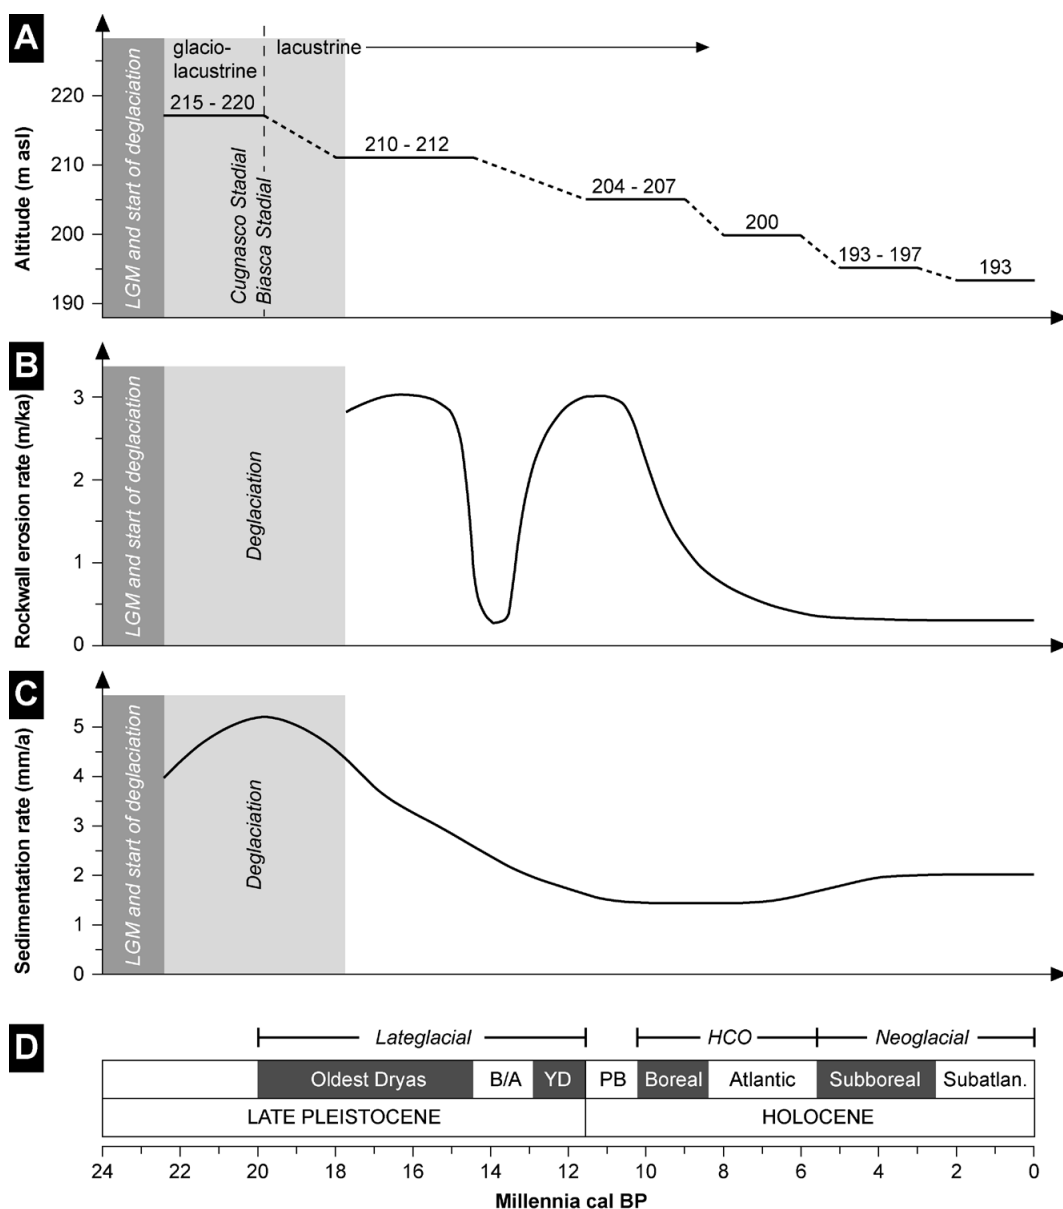 A
glacio-
lacustrine
lacustrine
LGM and start of deglaciation
Cugnasco Stadial
Biasca Stadial
215 - 220
210 - 212
204 - 207
200
193 - 197
193
220
210
200
190
Altitude (m asl)
B
LGM and start of deglaciation
Deglaciation
3
2
1
0
Rockwall erosion rate (m/ka)
C
LGM and start of deglaciation
Deglaciation
5
4
3
2
1
0
Sedimentation rate (mm/a)
D
Lateglacial HCO Neoglacial
Oldest Dryas B/A YD PB Boreal Atlantic Subboreal Subatlan.
LATE PLEISTOCENE HOLOCENE
24 22 20 18 16 14 12 10 8 6 4 2 0
Millennia cal BP